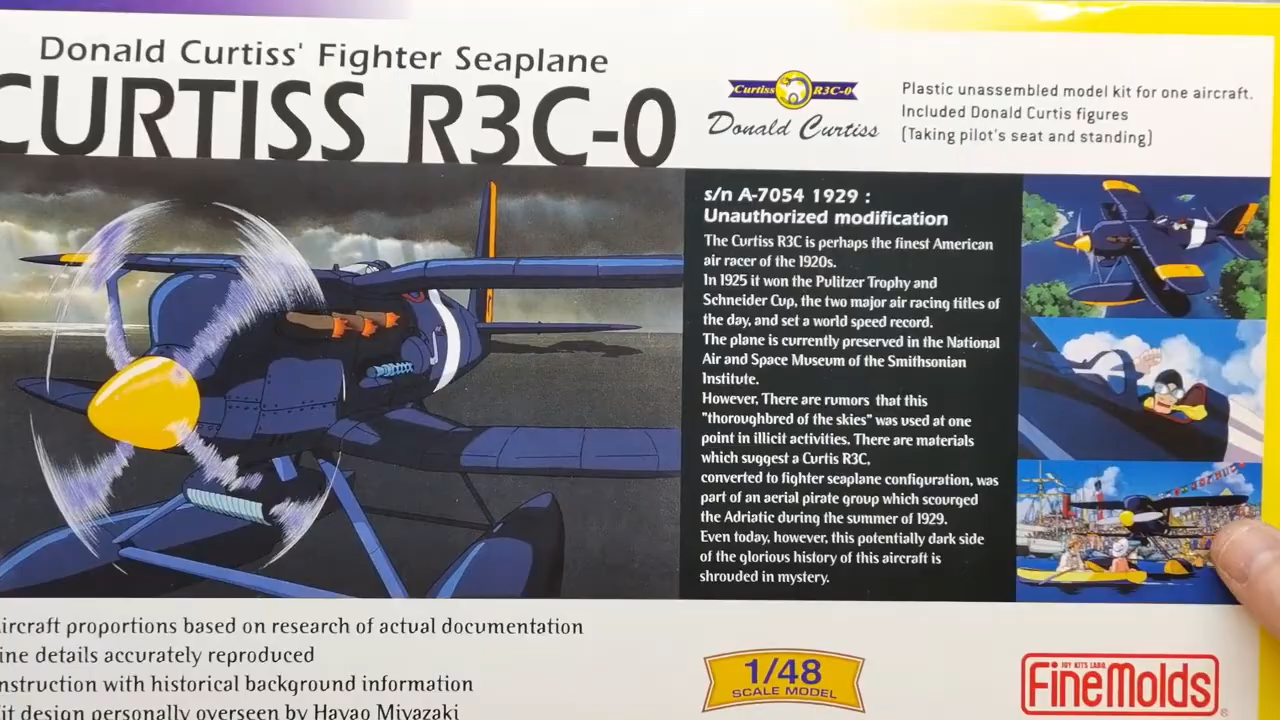 Donald Curtiss' Fighter Seaplane
CURTISS R3C-0
Curtiss R3C-0
Donald Curtiss
Plastic unassembled model kit for one aircraft.
Included Donald Curtis figures
(Taking pilot's seat and standing)
s/n A-7054 1929 :
Unauthorized modification
The Curtiss R3C is perhaps the finest American
air racer of the 1920s.
In 1925 it won the Pulitzer Trophy and
Schneider Cup, the two major air racing titles of
the day, and set a world speed record.
The plane is currently preserved in the National
Air and Space Museum of the Smithsonian
Institute.
However, There are rumors that this
"thoroughbred of the skies" was used at one
point in illicit activities. There are materials
which suggest a Curtis R3C,
converted to fighter seaplane configuration, was
part of an aerial pirate group which scourged
the Adriatic during the summer of 1929.
Even today, however, this potentially dark side
of the glorious history of this aircraft is
shrouded in mystery.
ircraft proportions based on research of actual documentation
ine details accurately reproduced
nstruction with historical background information
it design personally overseen by Hayao Miyazaki
1/48
SCALE MODEL
JOY KITS LABO.
FineMolds